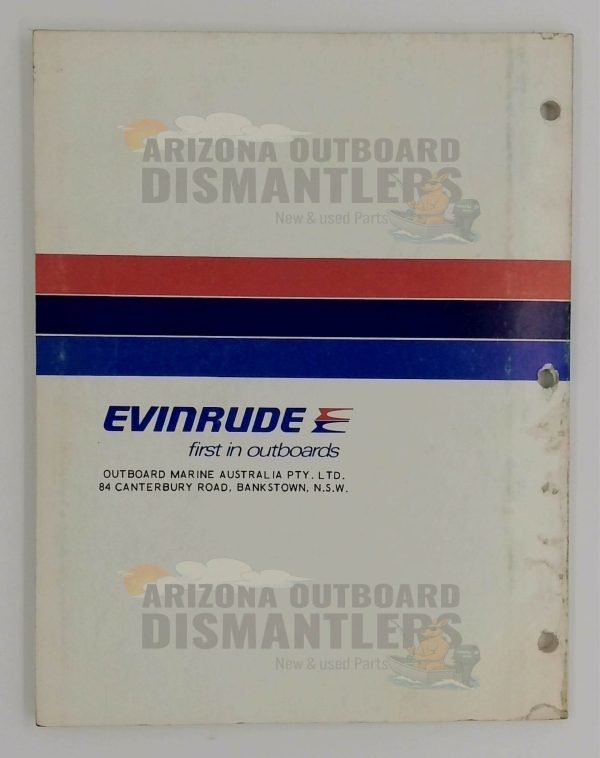 ARIZONA OUTBOARD
DISMANTLERS
New & used Parts
EVINRUDE
first in outboards
OUTBOARD MARINE AUSTRALIA PTY. LTD.
84 CANTERBURY ROAD, BANKSTOWN, N.S.W.
ARIZONA OUTBOARD
DISMANTLERS
New & used Parts